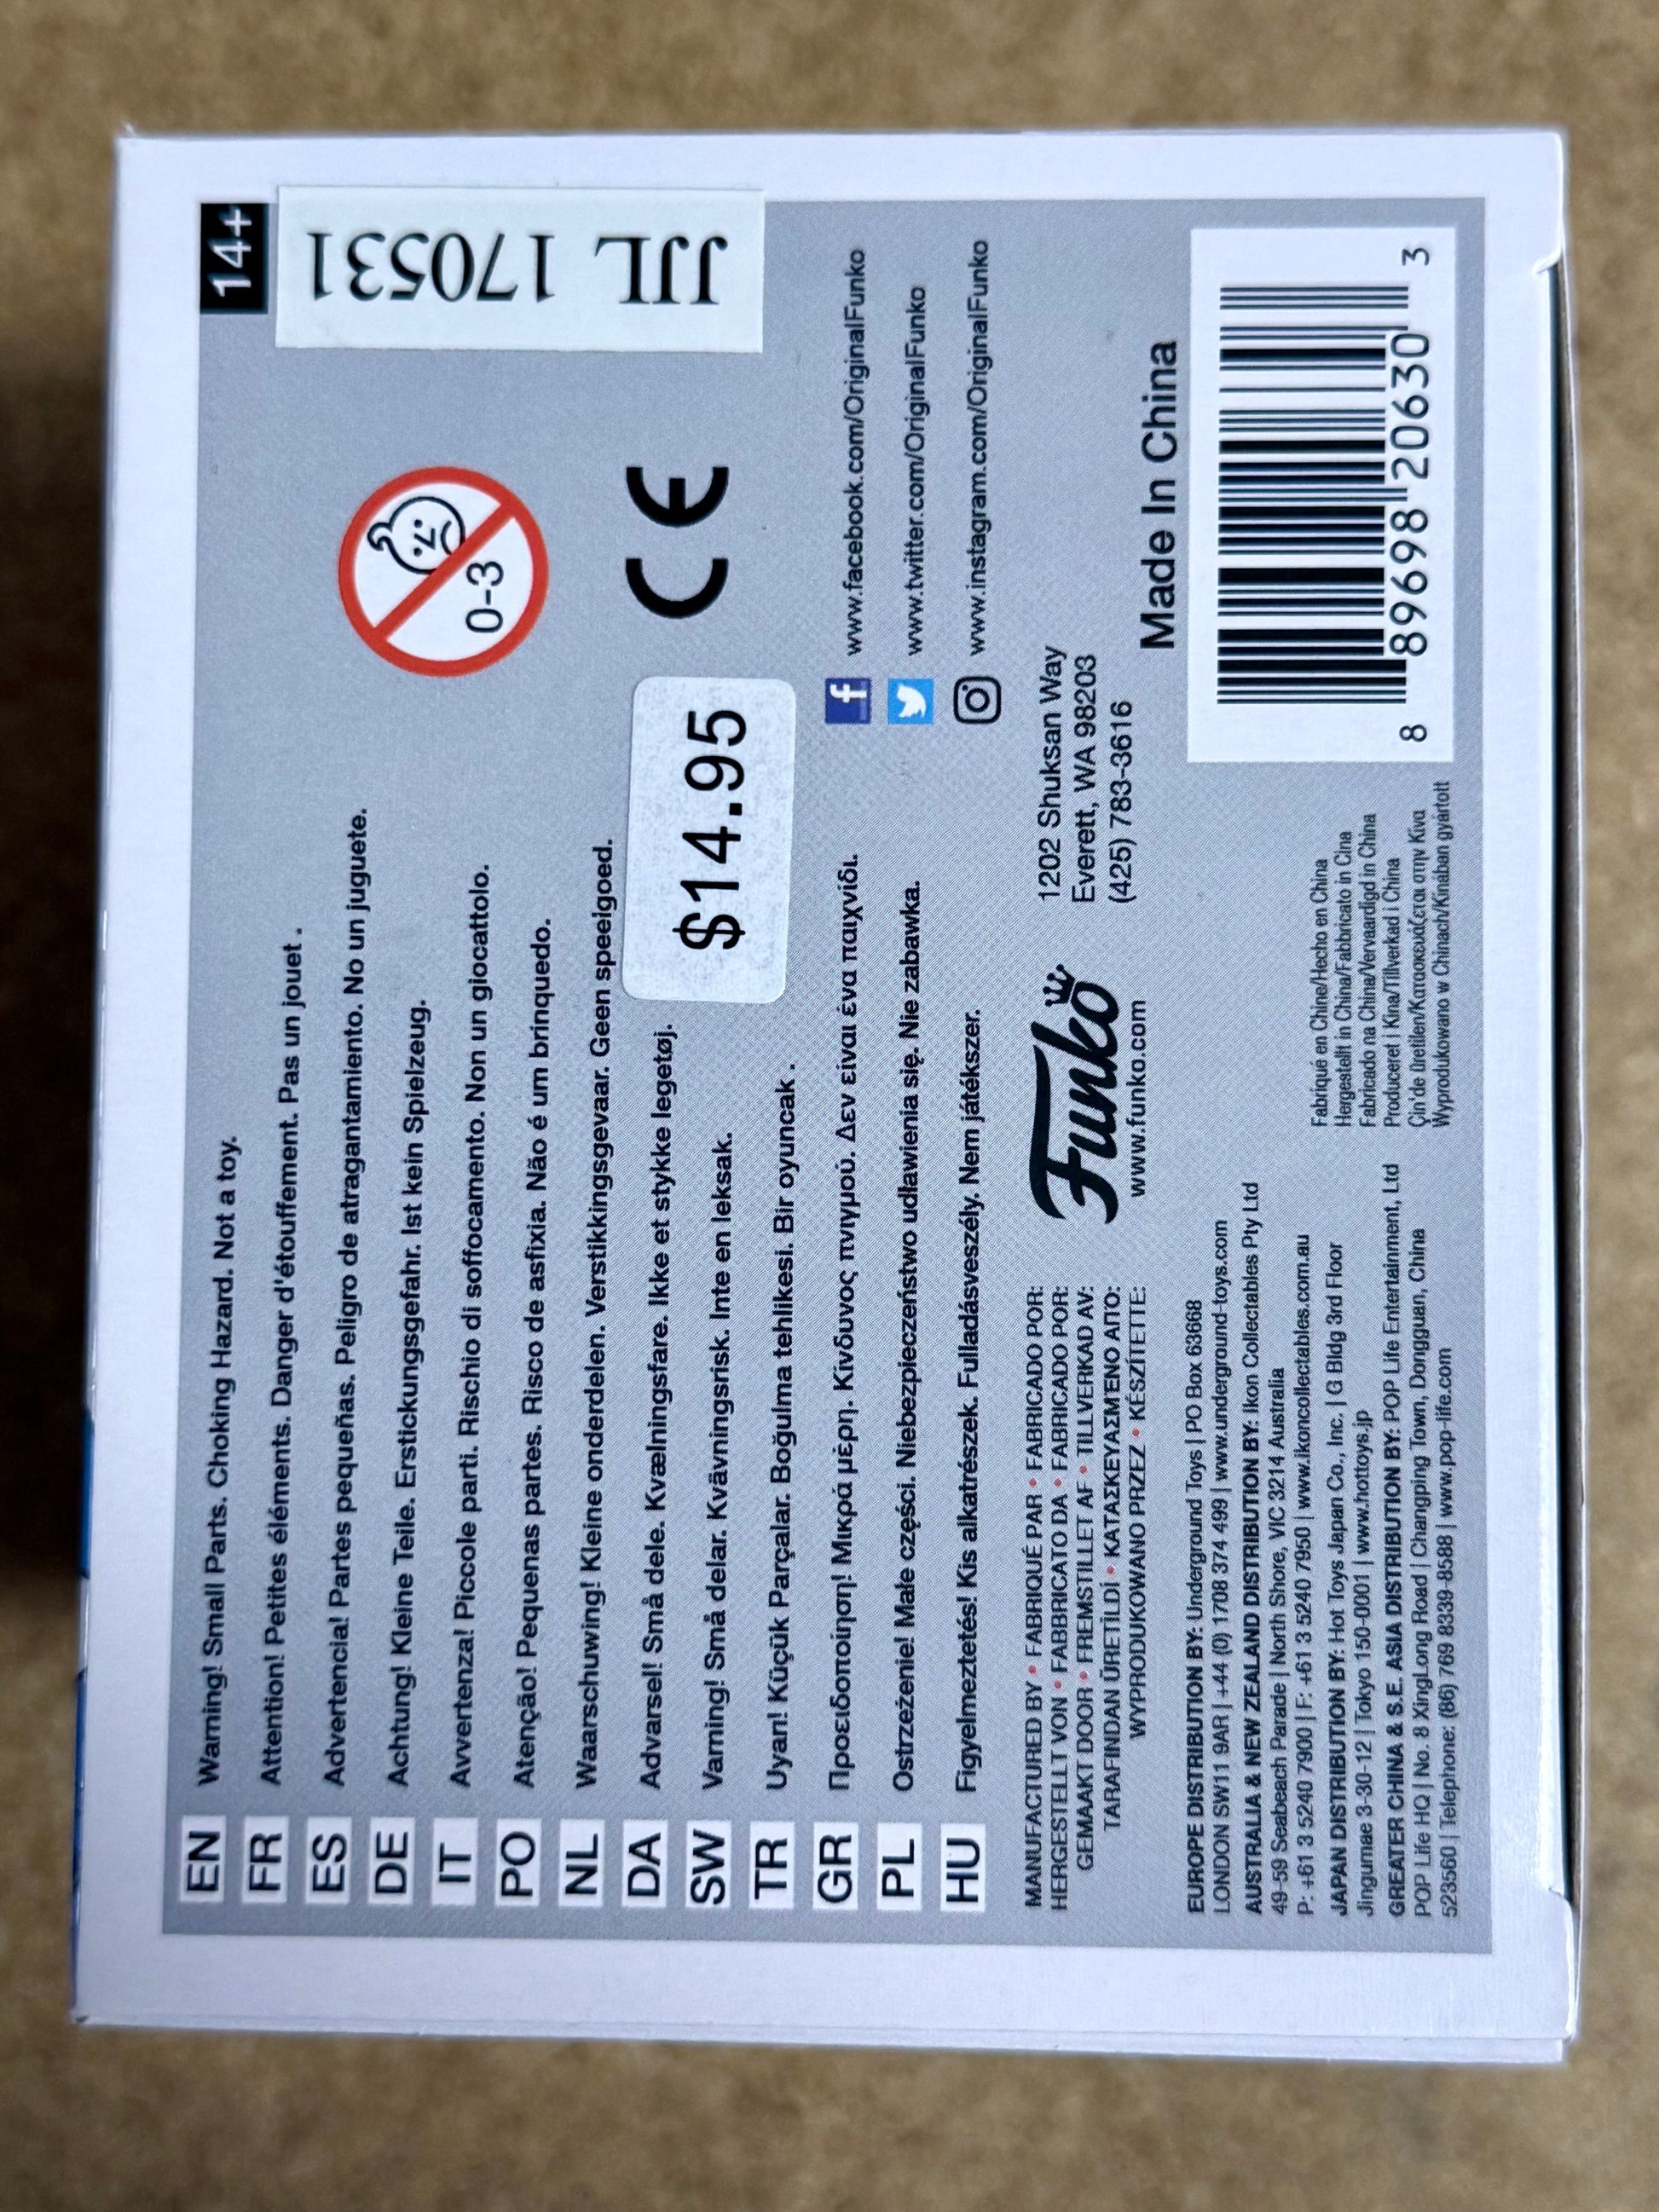 EN Warning! Small Parts. Choking Hazard. Not a toy.
FR Attention! Petites éléments. Danger d'étouffement. Pas un jouet .
ES Advertencia! Partes pequeñas. Peligro de atragantamiento. No un juguete.
DE Achtung! Kleine Teile. Erstickungsgefahr. Ist kein Spielzeug.
IT Avvertenza! Piccole parti. Rischio di soffocamento. Non un giocattolo.
PO Atenção! Pequenas partes. Risco de asfixia. Não é um brinquedo.
NL Waarschuwing! Kleine onderdelen. Verstikkingsgevaar. Geen speelgoed.
DA Advarsel! Små dele. Kvælningsfare. Ikke et stykke legetøj.
SW Varning! Små delar. Kvävningsrisk. Inte en leksak.
TR Uyan! Küçük Parçalar. Boğulma tehlikesi. Bir oyuncak .
GR Προειδοποίηση! Μικρά μέρη. Κίνδυνος πνιγμού. Δεν είναι ένα παιχνίδι.
PL Ostrzeżenie! Małe części. Niebezpieczeństwo udławienia się. Nie zabawka.
HU Figyelmeztetés! Kis alkatrészek. Fulladásveszély. Nem játékszer.
14+
JJL 170531
0-3
CE
$14.95
www.facebook.com/OriginalFunko
www.twitter.com/OriginalFunko
www.instagram.com/OriginalFunko
MANUFACTURED BY • FABRIQUÉ PAR • FABRICADO POR:
HERGESTELLT VON • FABBRICATO DA • FABRICADO POR:
GEMAAKT DOOR • FREMSTILLET AF • TILLVERKAD AV:
TARAFINDAN ÜRETİLDİ • ΚΑΤΑΣΚΕΥΑΣΜΈΝΟ ΑΠΌ:
WYPRODUKOWANO PRZEZ • KÉSZÍTETTE:
Funko
www.funko.com
1202 Shuksan Way
Everett, WA 98203
(425) 783-3616
Made In China
EUROPE DISTRIBUTION BY: Underground Toys | PO Box 63668
LONDON SW11 9AR | +44 (0) 1708 374 499 | www.underground-toys.com
AUSTRALIA & NEW ZEALAND DISTRIBUTION BY: Ikon Collectables Pty Ltd
49-59 Seabeach Parade | North Shore, VIC 3214 Australia
P: +61 3 5240 7900 | F: +61 3 5240 7950 | www.ikoncollectables.com.au
JAPAN DISTRIBUTION BY: Hot Toys Japan Co., Inc. | G Bldg 3rd Floor
Jingumae 3-30-12 | Tokyo 150-0001 | www.hottoys.jp
GREATER CHINA & S.E. ASIA DISTRIBUTION BY: POP Life Entertainment, Ltd
POP Life HQ | No. 8 XingLong Road | Changping Town, Dongguan, China
523560 | Telephone: (86) 769 8339-8588 | www.pop-life.com
Fabriqué en Chine/Hecho en China
Hergestellt in China/Fabbricato in Cina
Fabricado na China/Vervaardigd in China
Produceret i Kina/Tillverkad i China
Çin'de üretilen/Κατασκευάζεται στην Κίνα
Wyprodukowano w Chinach/Kínaban gyártott
8 89698 20630 3